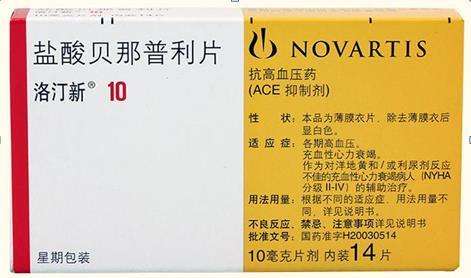 盐酸贝那普利片
洛汀新® 10
星期包装
NOVARTIS
抗高血压药
(ACE 抑制剂)
性 状: 本品为薄膜衣片，除去薄膜衣后
显白色。
适 应 症: 各期高血压。
充血性心力衰竭。
作为对洋地黄和/或利尿剂反应
不佳的充血性心力衰竭病人 (NYHA
分级 II-IV) 的辅助治疗。
用法用量: 根据不同的适应症，用法用量不
同，详见说明书。
不良反应、禁忌、注意事项详见说明书
批准文号: 国药准字H20030514
10毫克片剂 内装14片